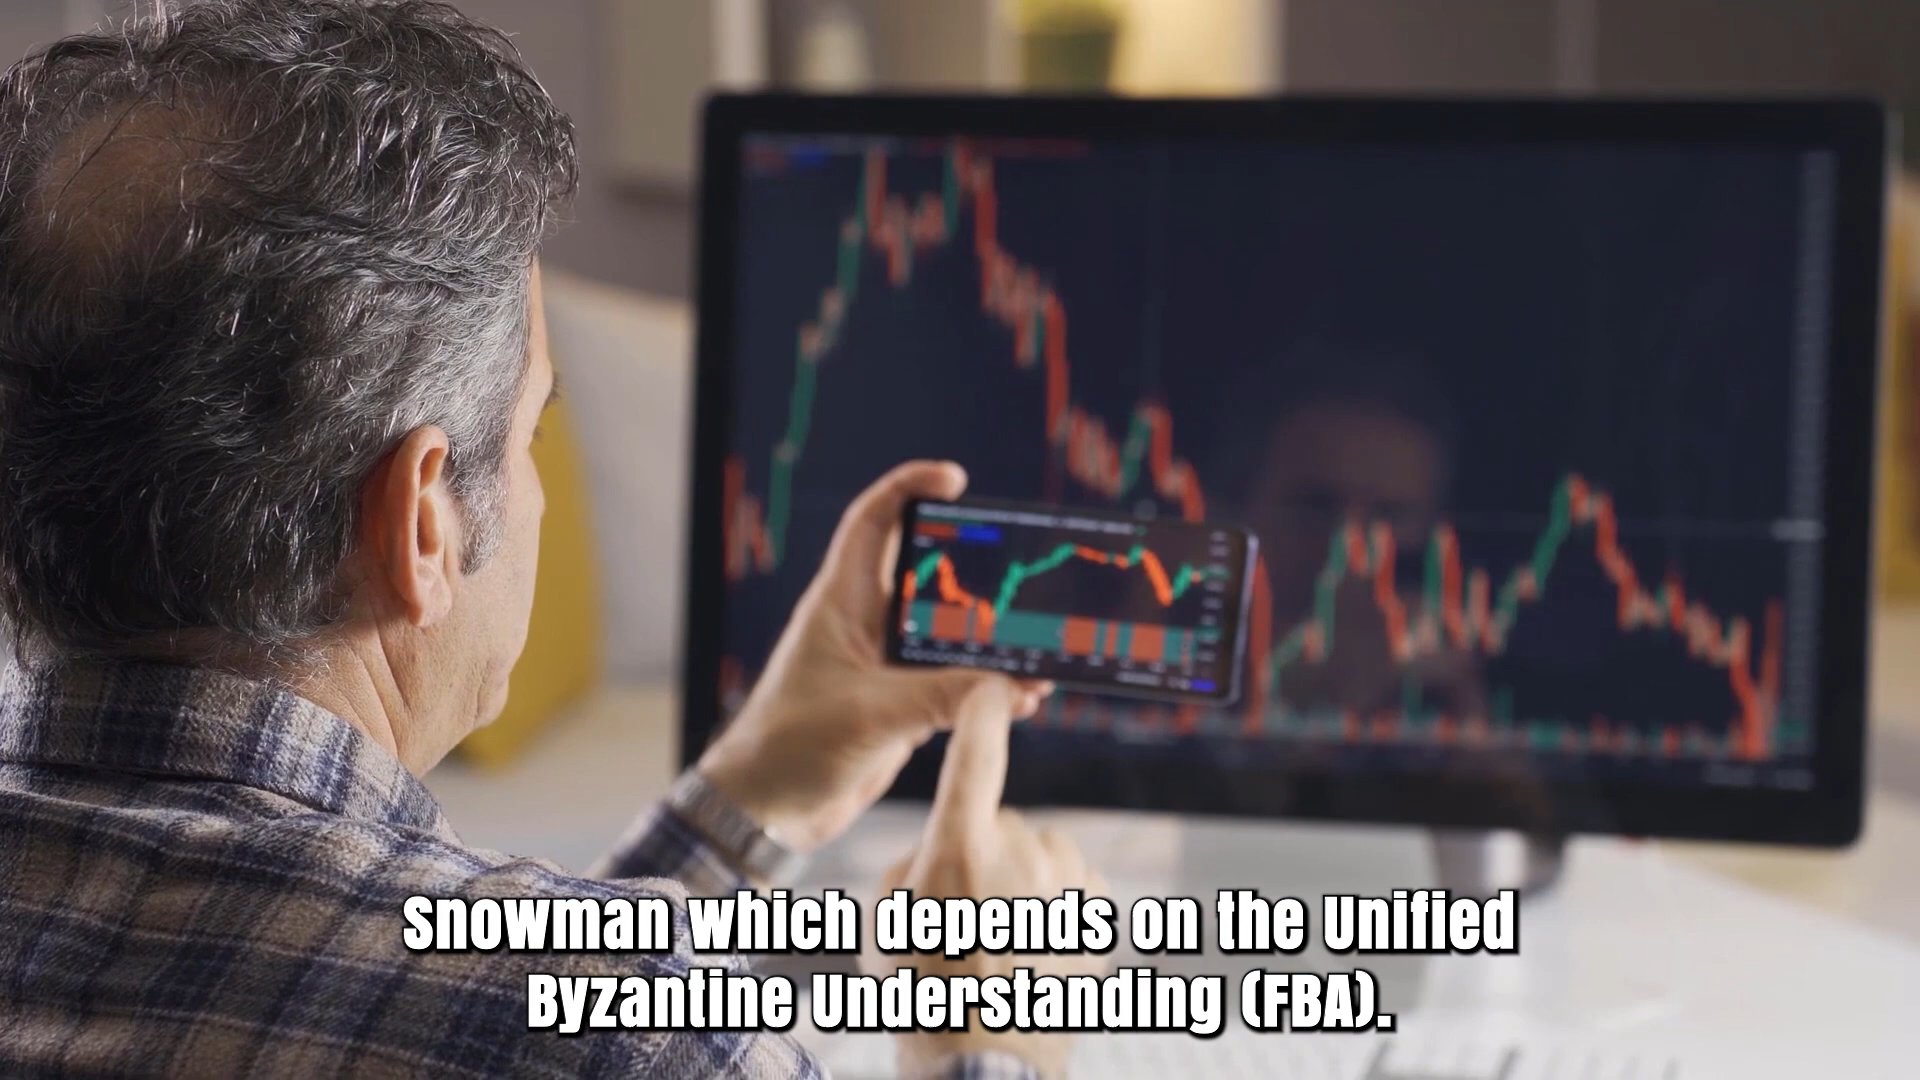 Snowman which depends on the Unified
Byzantine Understanding (FBA).